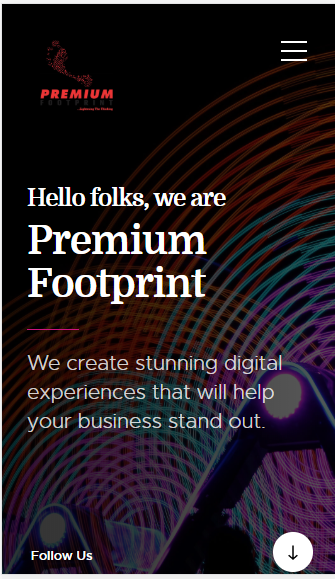 PREMIUM
FOOTPRINT
Hello folks, we are
Premium
Footprint
We create stunning digital
experiences that will help
your business stand out.
Follow Us